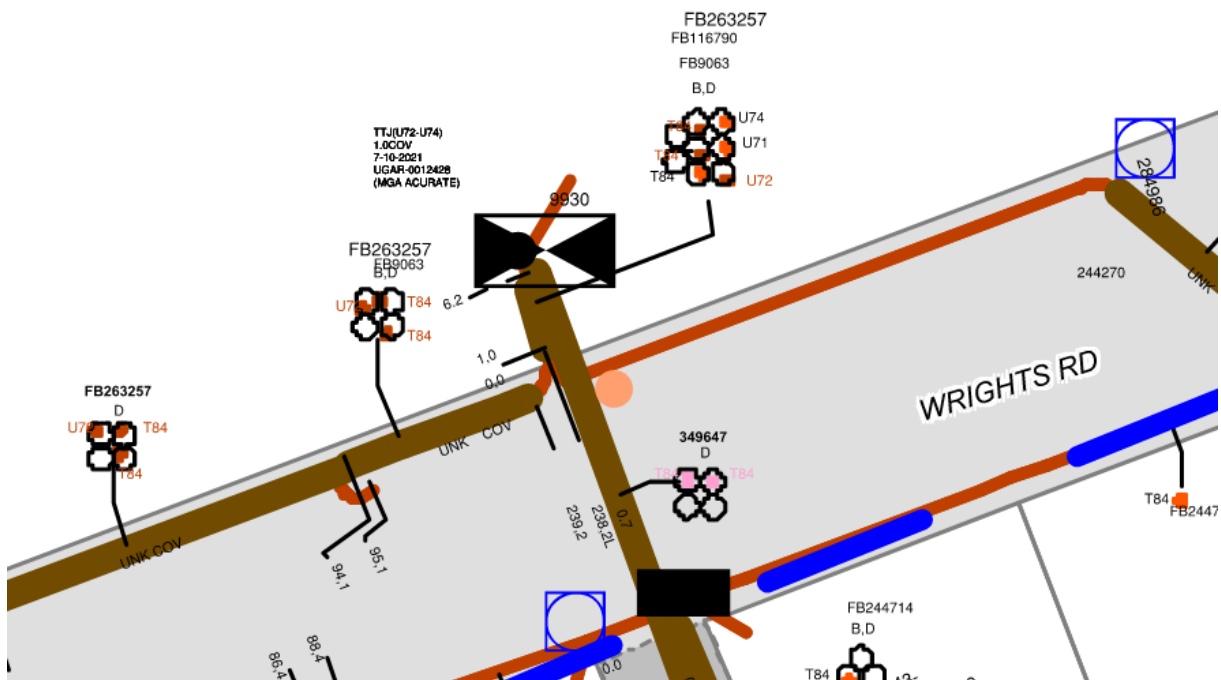 FB263257
FB116790
FB9063
B,D
U74
T84
U71
T84
T84
U72
TTJ(U72-U74)
1.0COV
7-10-2021
UGAR-0012428
(MGA ACURATE)
9930
284986
FB263257
FB9063
B,D
T84
T84
6.2
244270
UNK
1,0
0,0
WRIGHTS RD
FB263257
D
T84
T84
UNK COV
349647
D
T84
T84
FB2447
UNK COV
0.7
238,2L
239,2
95,1
94,1
FB244714
B,D
T84
88,4
86,4
0.0